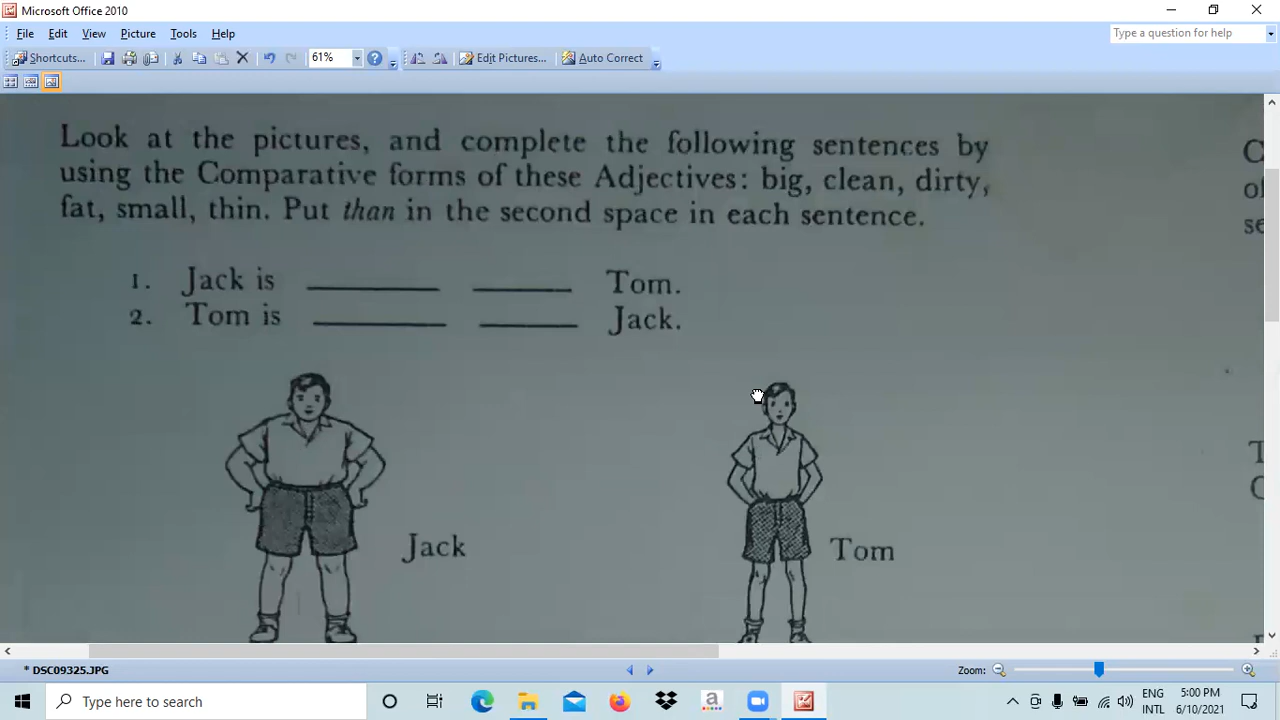 Microsoft Office 2010
File Edit View Picture Tools Help
Type a question for help
Shortcuts... 61% Edit Pictures... Auto Correct
Look at the pictures, and complete the following sentences by
using the Comparative forms of these Adjectives: big, clean, dirty,
fat, small, thin. Put than in the second space in each sentence.
1. Jack is ______ ______ Tom.
2. Tom is ______ ______ Jack.
Jack
Tom
* DSC09325.JPG
Zoom:
Type here to search
ENG
INTL
5:00 PM
6/10/2021